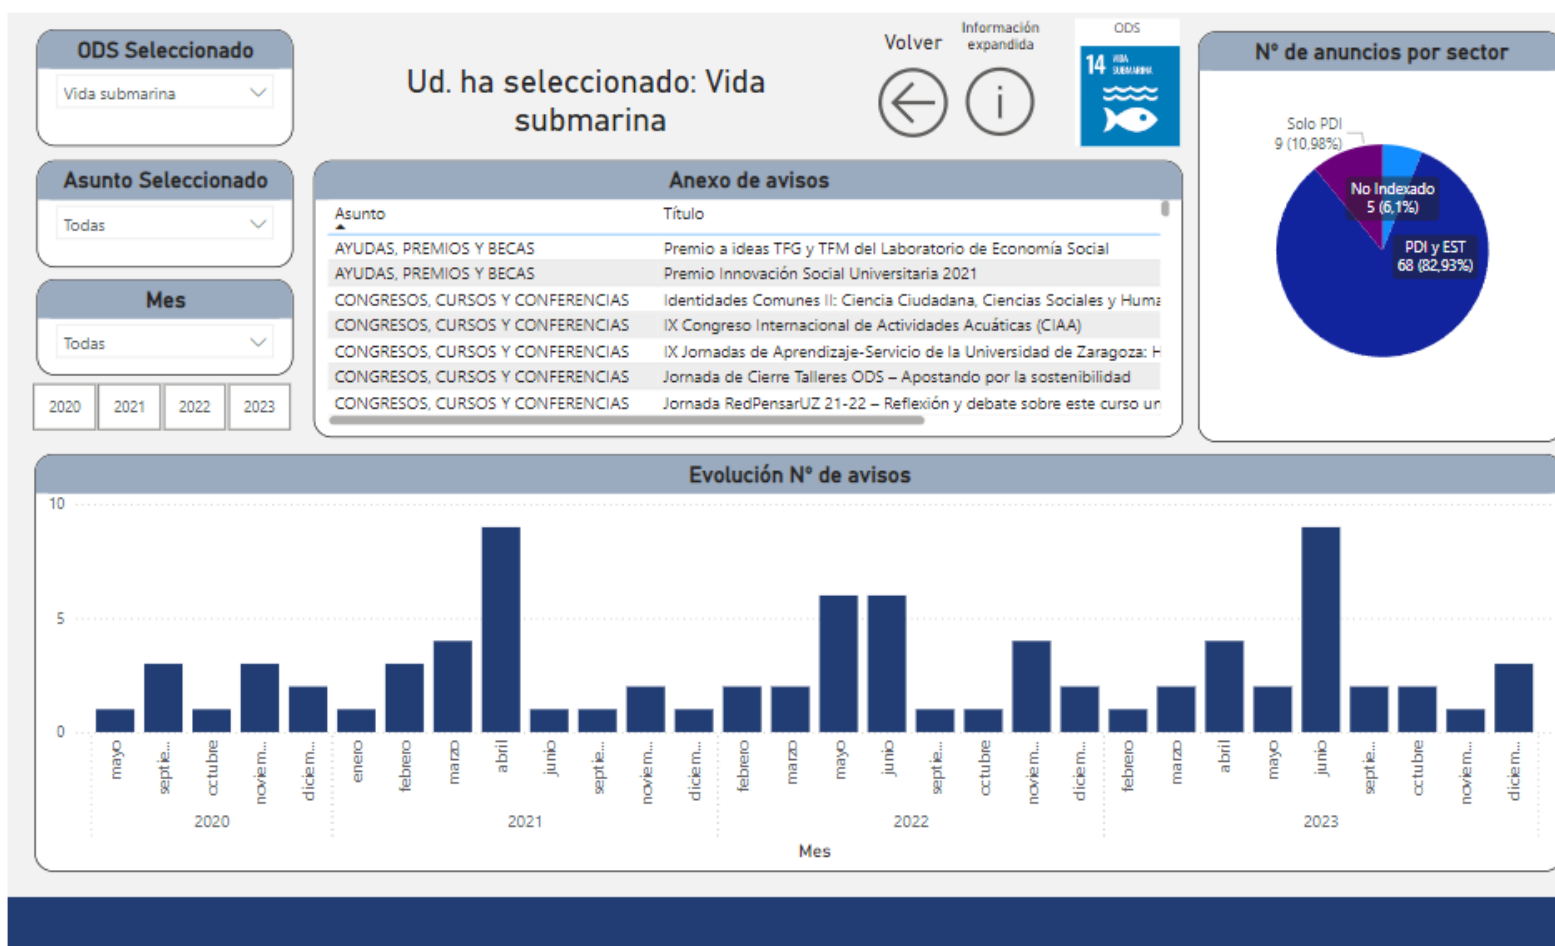 ODS Seleccionado
Vida submarina
Asunto Seleccionado
Todas
Mes
Todas
2020 2021 2022 2023
Ud. ha seleccionado: Vida
submarina
Volver
Información
expandida
ODS
14 VIDA
SUBMARINA
Anexo de avisos
Asunto Título
AYUDAS, PREMIOS Y BECAS Premio a ideas TFG y TFM del Laboratorio de Economía Social
AYUDAS, PREMIOS Y BECAS Premio Innovación Social Universitaria 2021
CONGRESOS, CURSOS Y CONFERENCIAS Identidades Comunes II: Ciencia Ciudadana, Ciencias Sociales y Huma
CONGRESOS, CURSOS Y CONFERENCIAS IX Congreso Internacional de Actividades Acuáticas (CIAA)
CONGRESOS, CURSOS Y CONFERENCIAS IX Jornadas de Aprendizaje-Servicio de la Universidad de Zaragoza: H
CONGRESOS, CURSOS Y CONFERENCIAS Jornada de Cierre Talleres ODS – Apostando por la sostenibilidad
CONGRESOS, CURSOS Y CONFERENCIAS Jornada RedPensarUZ 21-22 – Reflexión y debate sobre este curso un
Nº de anuncios por sector
Solo PDI
9 (10,98%)
No Indexado
5 (6,1%)
PDI y EST
68 (82,93%)
Evolución Nº de avisos
10
5
0
mayo septie... octubre noviem... diciem... enero febrero marzo abril junio septie... noviem... diciem... febrero marzo mayo junio septie... octubre noviem... diciem... febrero marzo abril mayo junio septie... octubre noviem... diciem...
2020 2021 2022 2023
Mes